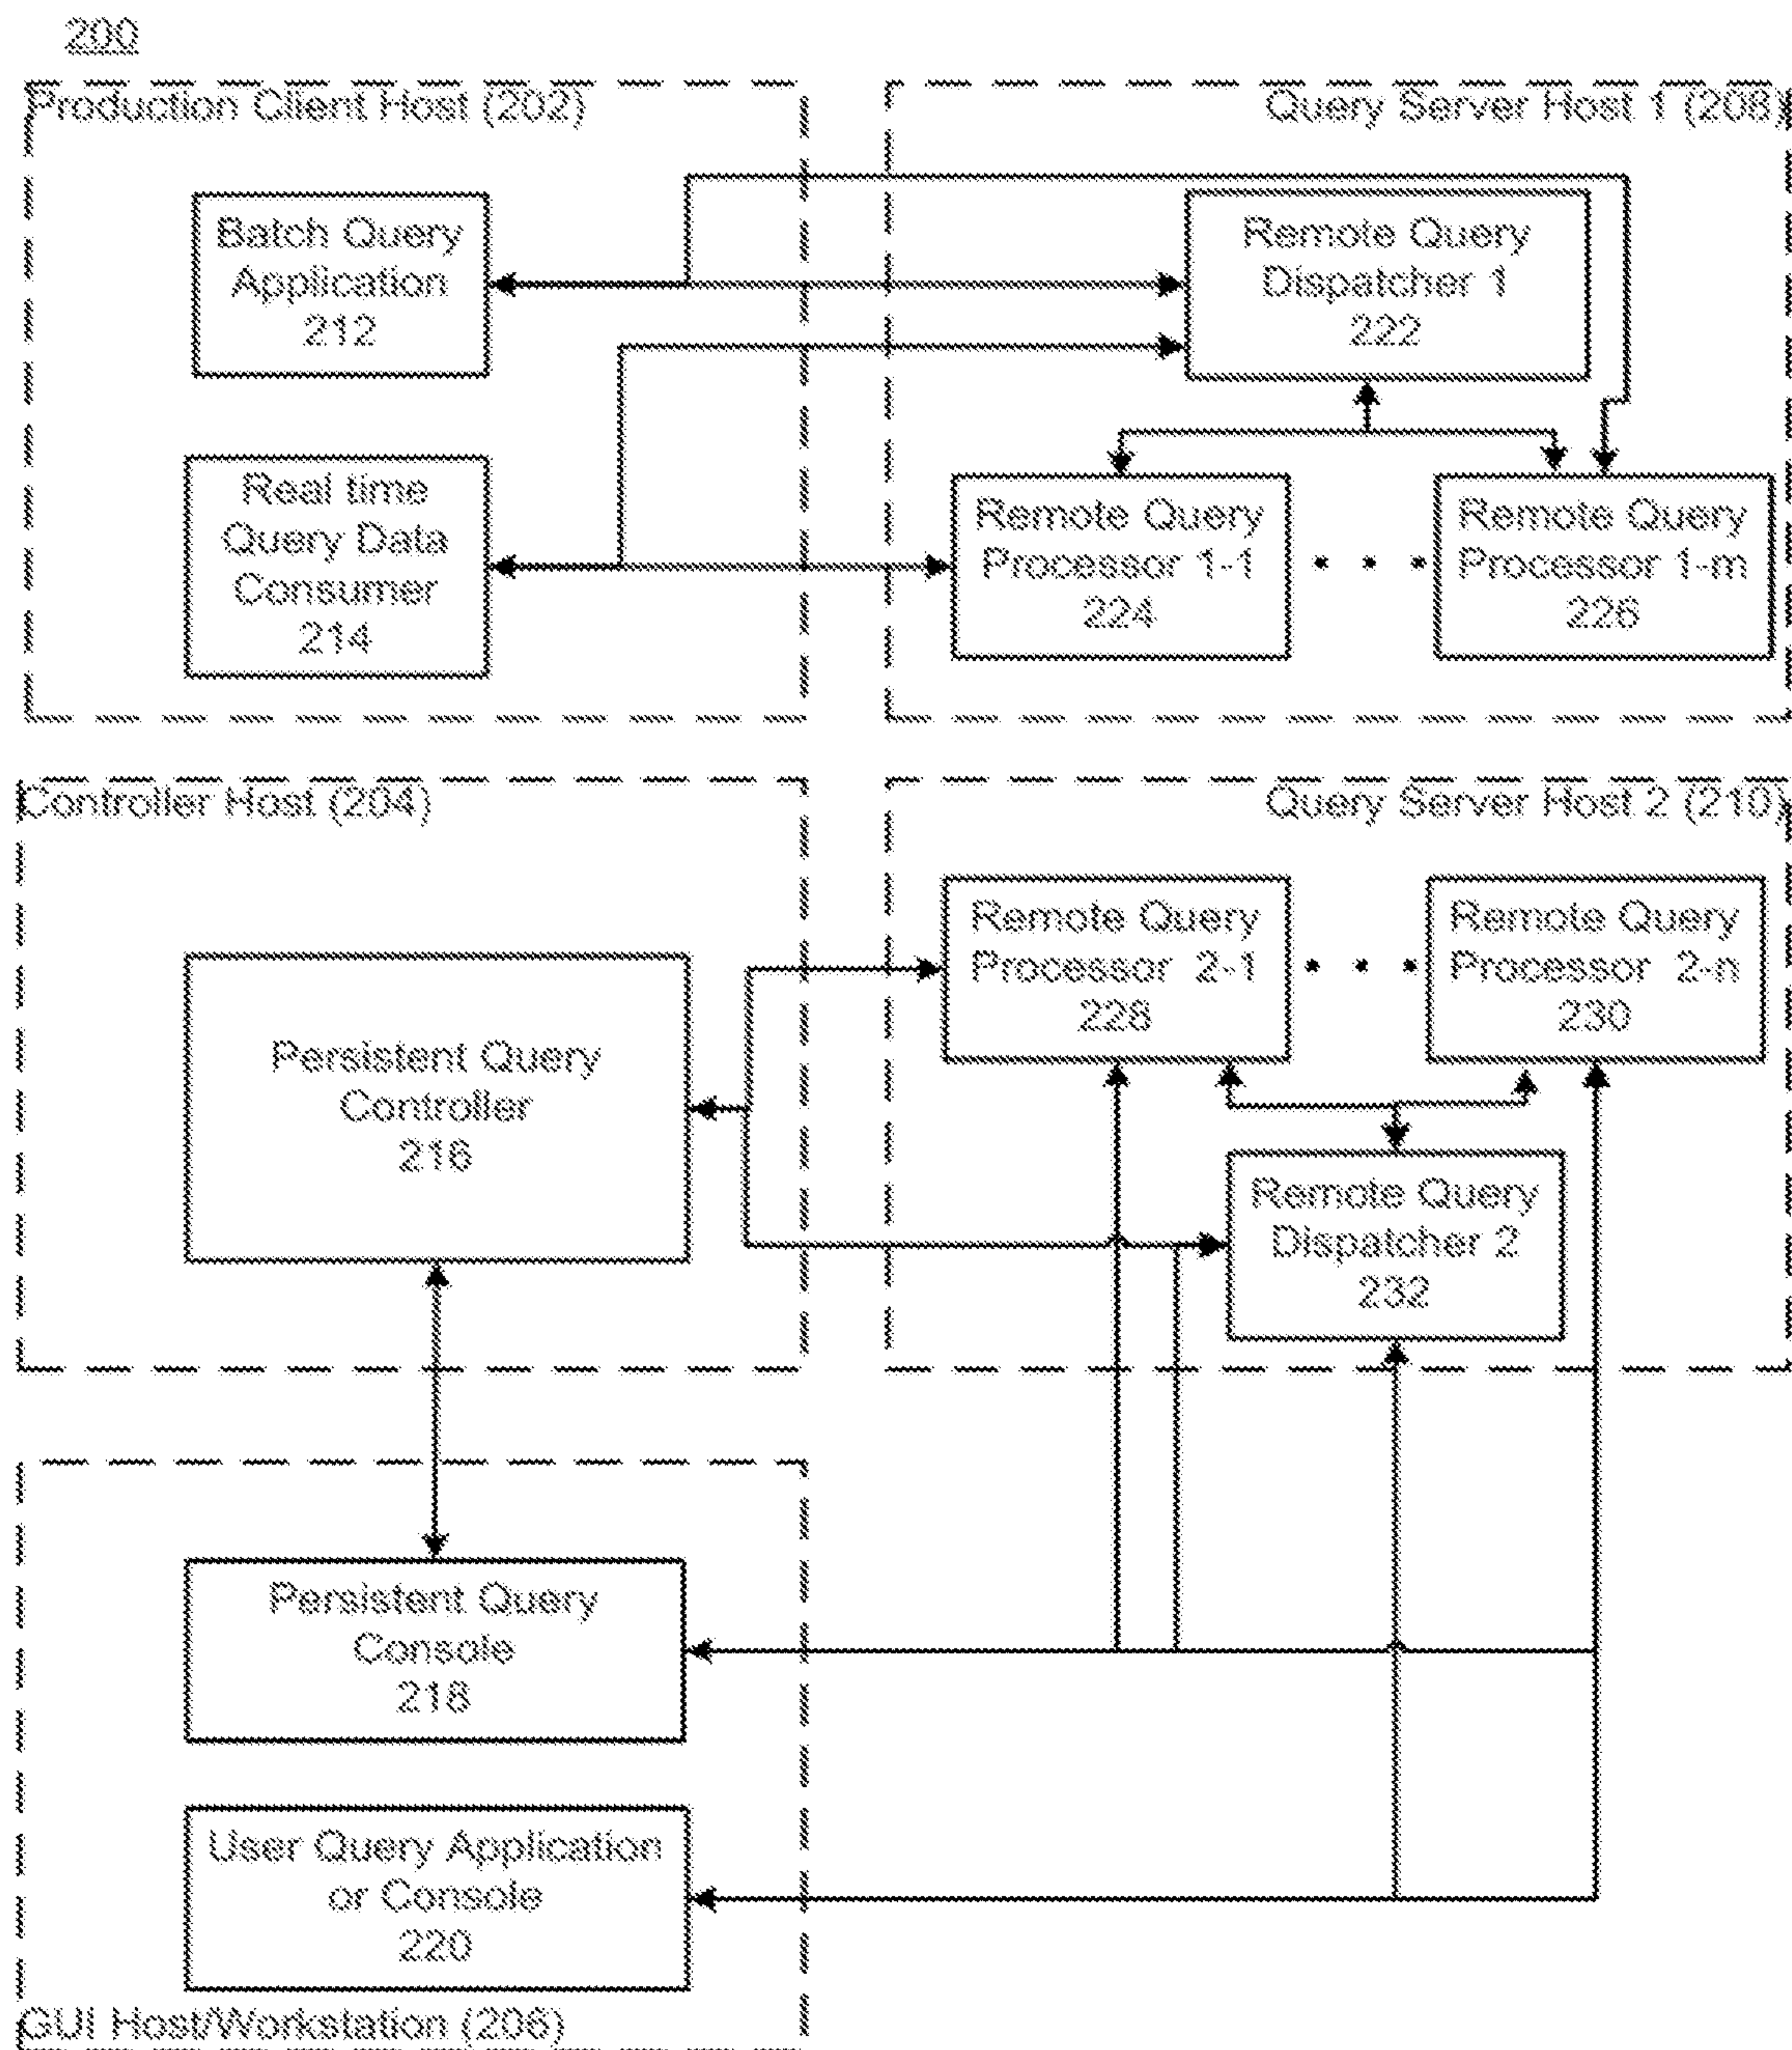 200
Production Client Host (202)
Query Server Host 1 (208)
Batch Query
Application
212
Remote Query
Dispatcher 1
222
Real time
Query Data
Consumer
214
Remote Query
Processor 1-1
224
Remote Query
Processor 1-m
226
Controller Host (204)
Query Server Host 2 (210)
Remote Query
Processor 2-1
228
Remote Query
Processor 2-n
230
Persistent Query
Controller
216
Remote Query
Dispatcher 2
232
Persistent Query
Console
218
User Query Application
or Console
220
GUI Host/Workstation (206)